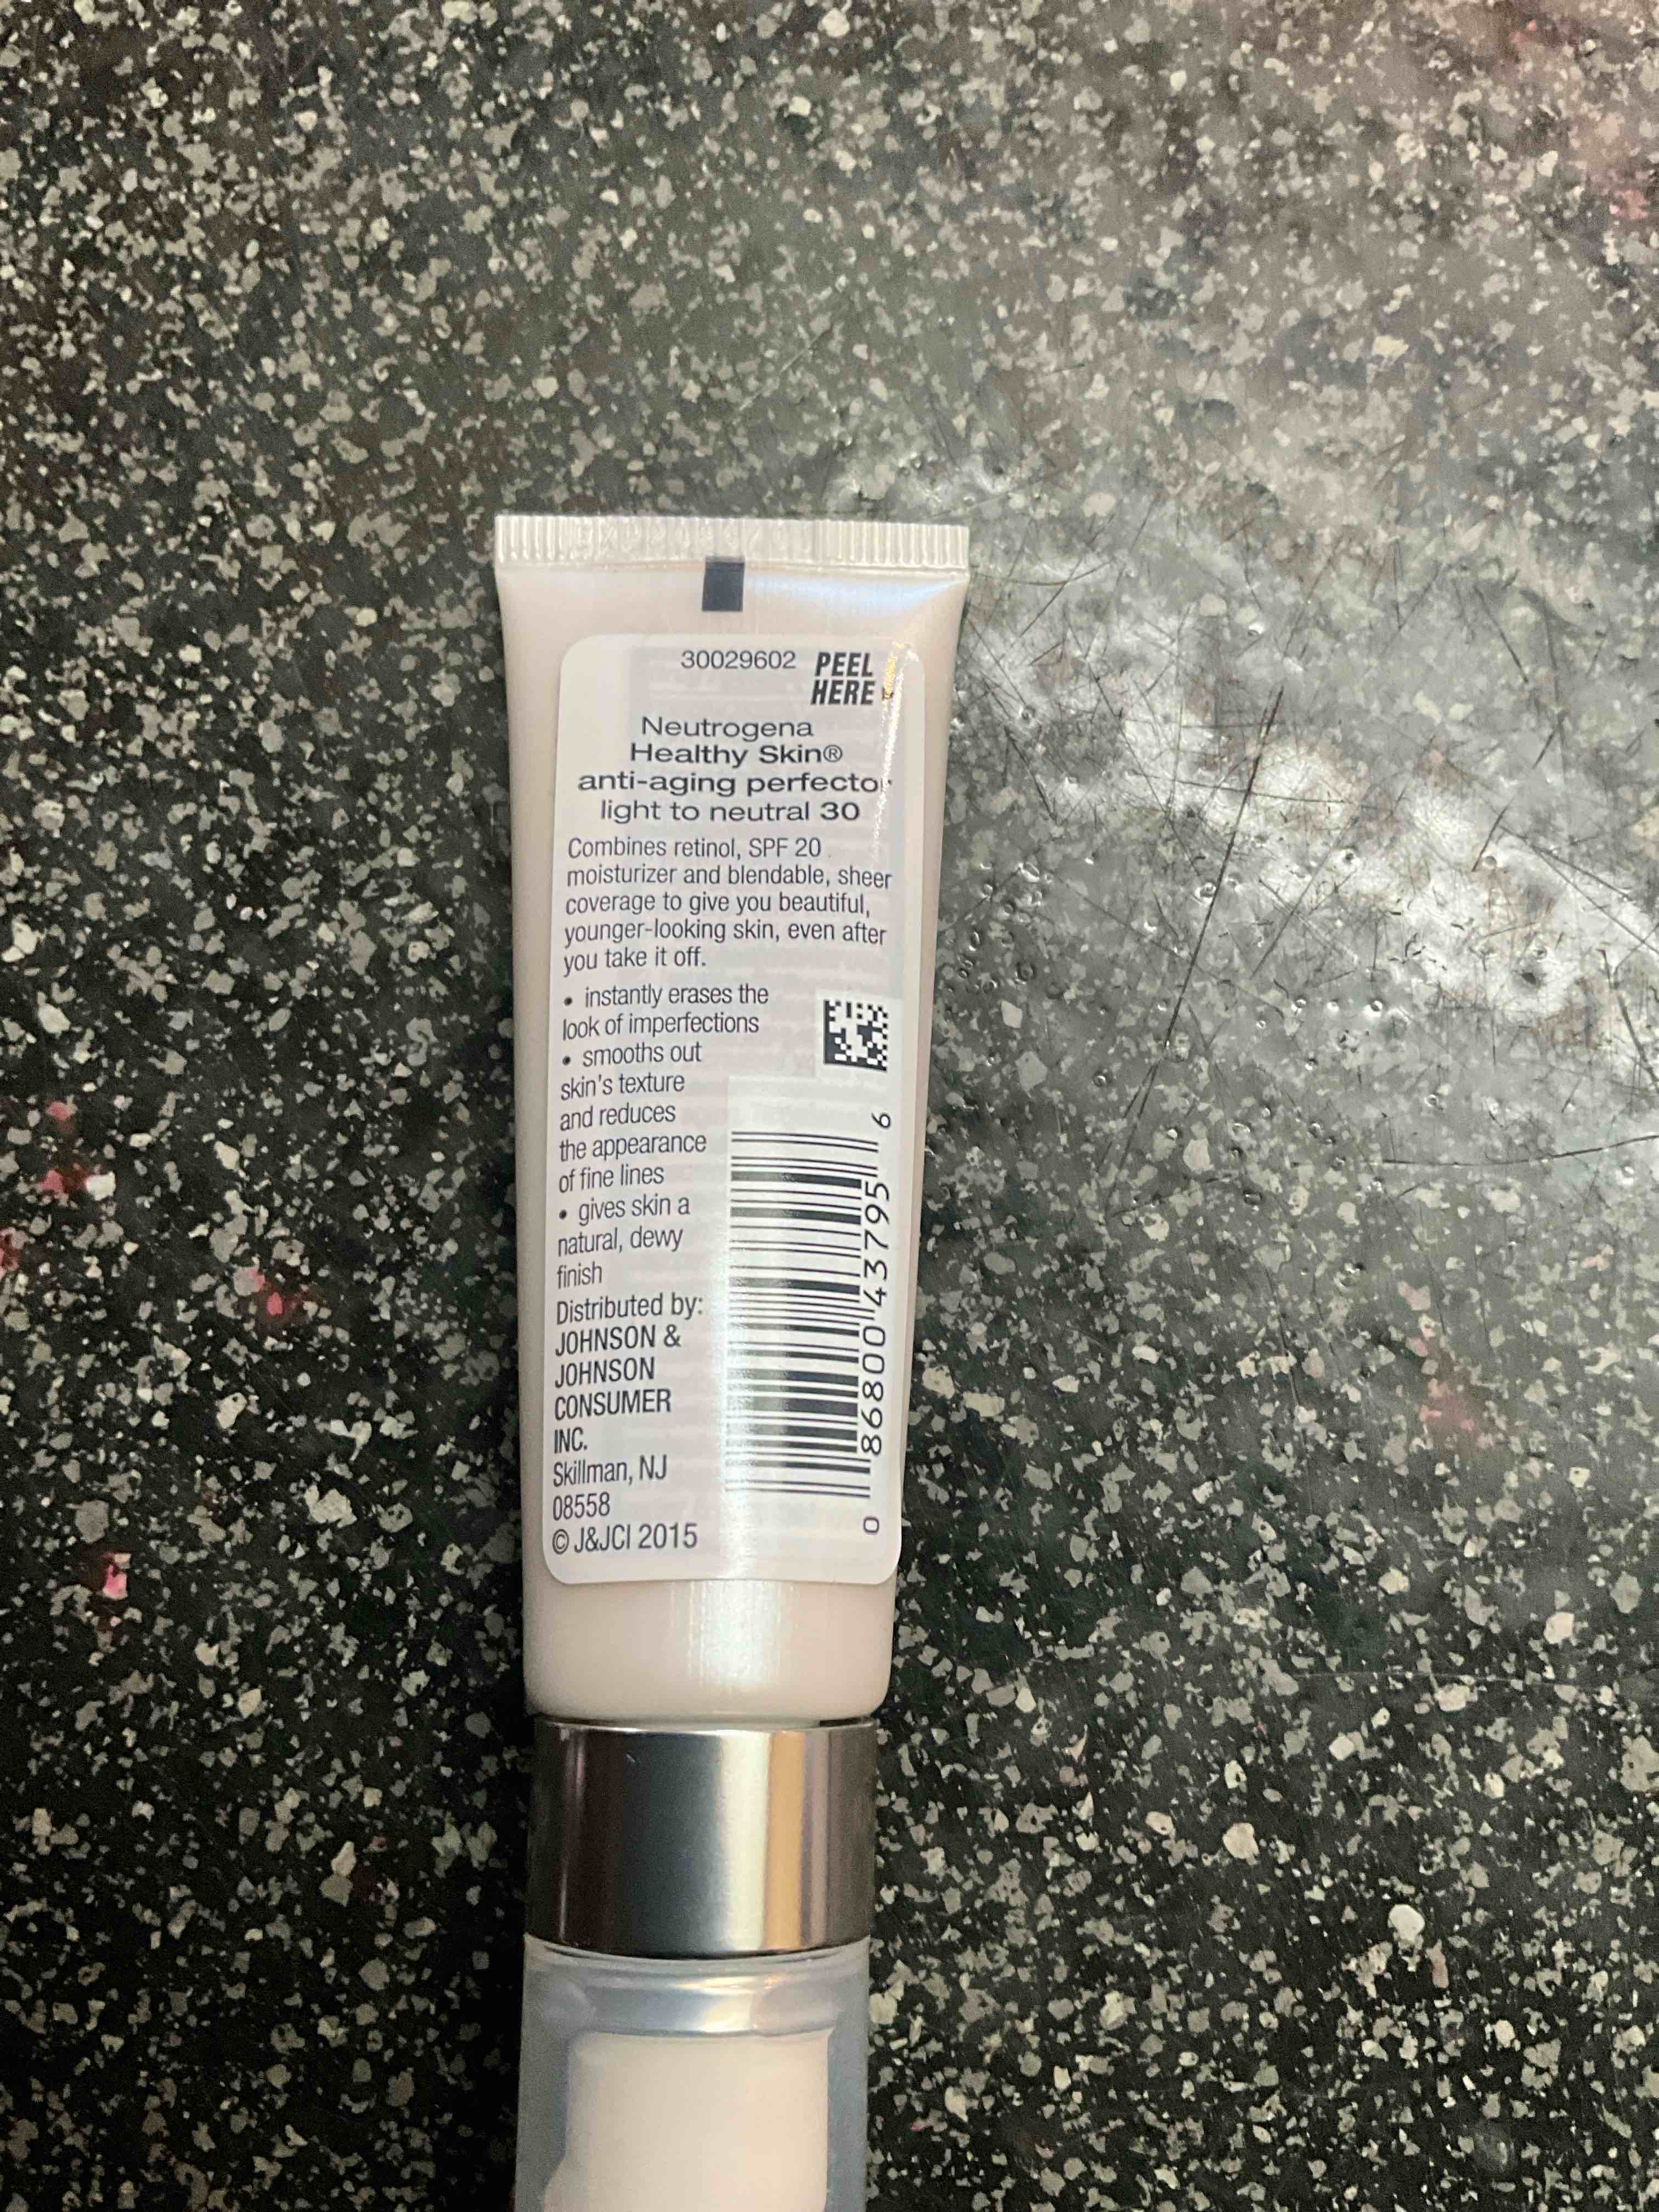 30029602
PEEL
HERE
Neutrogena
Healthy Skin®
anti-aging perfector
light to neutral 30
Combines retinol, SPF 20
moisturizer and blendable, sheer
coverage to give you beautiful,
younger-looking skin, even after
you take it off.
• instantly erases the
look of imperfections
• smooths out
skin's texture
and reduces
the appearance
of fine lines
• gives skin a
natural, dewy
finish
Distributed by:
JOHNSON &
JOHNSON
CONSUMER
INC.
Skillman, NJ
08558
© J&JCI 2015
0 86800 43795 6